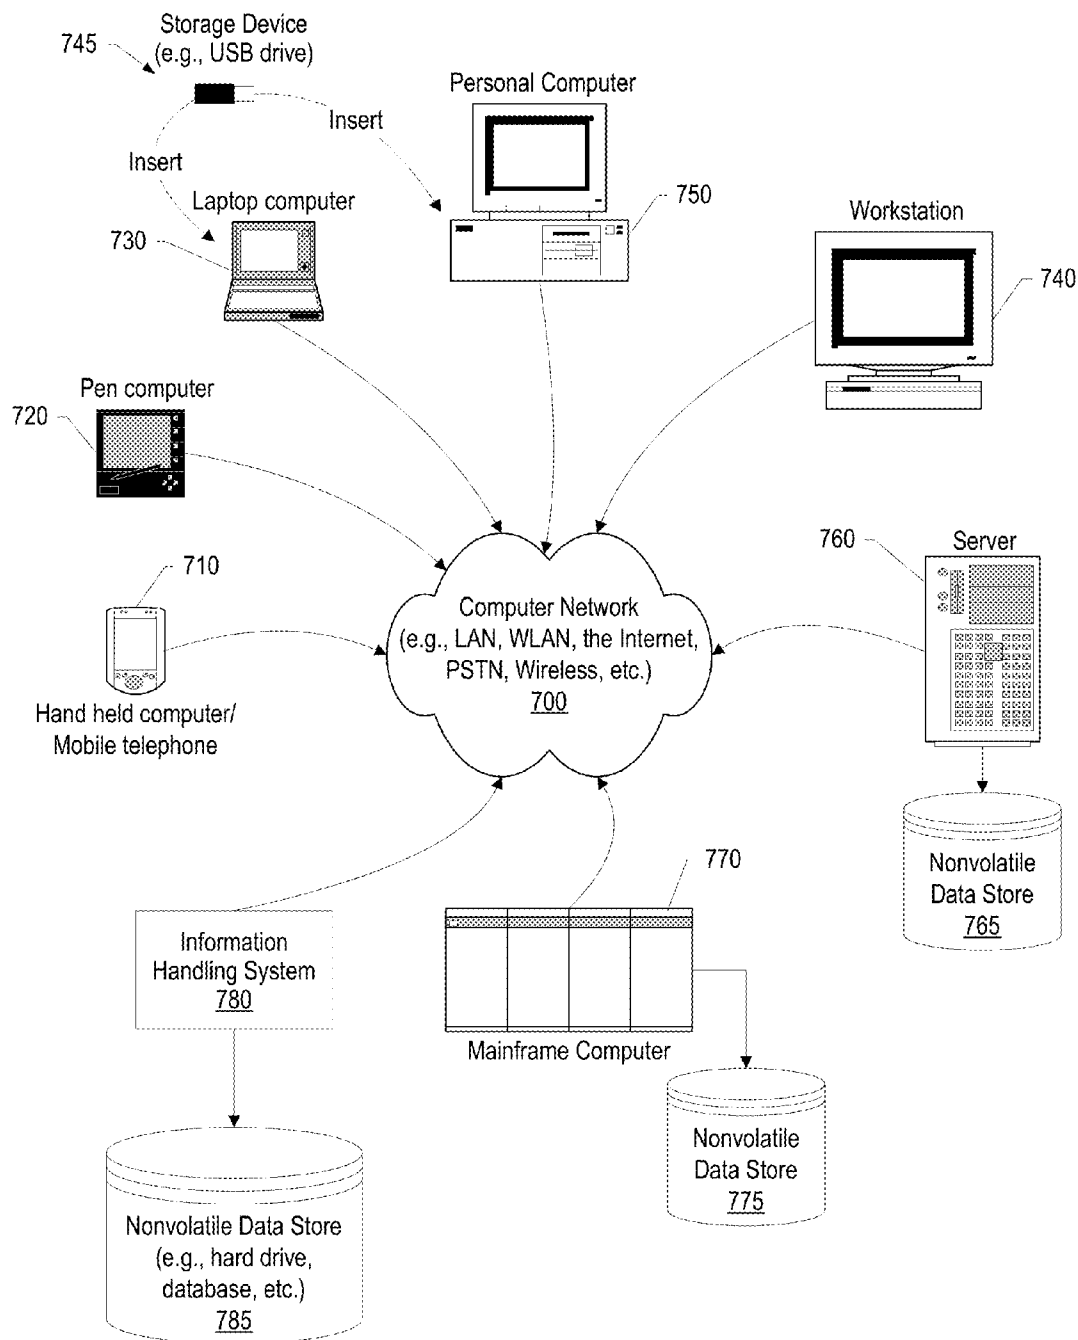 745
Storage Device
(e.g., USB drive)
Insert
Insert
Personal Computer
750
Laptop computer
730
Workstation
740
Pen computer
720
710
Hand held computer/
Mobile telephone
Computer Network
(e.g., LAN, WLAN, the Internet,
PSTN, Wireless, etc.)
700
760
Server
Nonvolatile
Data Store
765
770
Mainframe Computer
Information
Handling System
780
Nonvolatile
Data Store
775
Nonvolatile Data Store
(e.g., hard drive,
database, etc.)
785